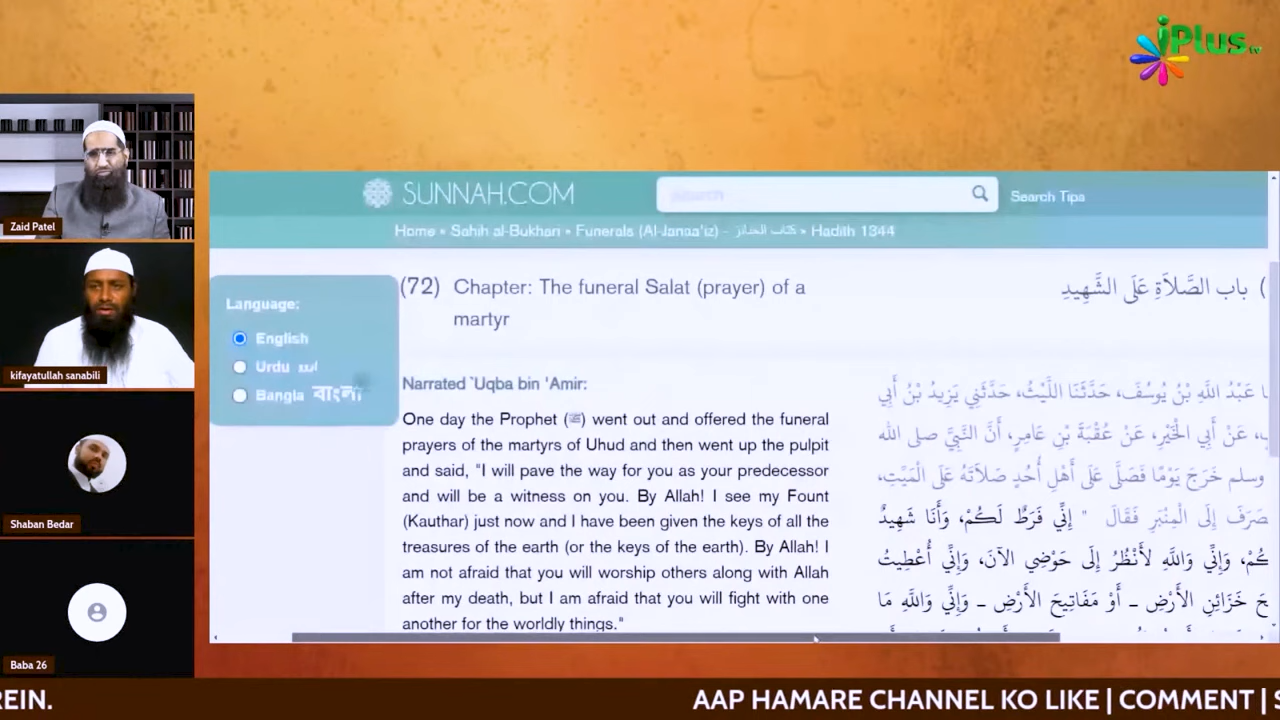 iPlus tv
Zaid Patel
kifayatullah sanabili
Shaban Bedar
Baba 26
SUNNAH.COM
Search Tips
Home » Sahih al-Bukhari » Funerals (Al-Janaa'iz) - كتاب الجنائز » Hadith 1344
Language:
English
Urdu اردو
Bangla বাংলা
(72) Chapter: The funeral Salat (prayer) of a
martyr
باب الصَّلاَةِ عَلَى الشَّهِيدِ (
Narrated `Uqba bin 'Amir:
One day the Prophet (ﷺ) went out and offered the funeral
prayers of the martyrs of Uhud and then went up the pulpit
and said, "I will pave the way for you as your predecessor
and will be a witness on you. By Allah! I see my Fount
(Kauthar) just now and I have been given the keys of all the
treasures of the earth (or the keys of the earth). By Allah! I
am not afraid that you will worship others along with Allah
after my death, but I am afraid that you will fight with one
another for the worldly things."
عَبْدُ اللَّهِ بْنُ يُوسُفَ، حَدَّثَنَا اللَّيْثُ، حَدَّثَنِي يَزِيدُ بْنُ أَبِي
عَنْ أَبِي الْخَيْرِ، عَنْ عُقْبَةَ بْنِ عَامِرٍ، أَنَّ النَّبِيَّ صلى الله
وسلم خَرَجَ يَوْمًا فَصَلَّى عَلَى أَهْلِ أُحُدٍ صَلاَتَهُ عَلَى الْمَيِّتِ،
صَرَفَ إِلَى الْمِنْبَرِ فَقَالَ " إِنِّي فَرَطٌ لَكُمْ، وَأَنَا شَهِيدٌ
كُمْ، وَإِنِّي وَاللَّهِ لأَنْظُرُ إِلَى حَوْضِي الآنَ، وَإِنِّي أُعْطِيتُ
حَ خَزَائِنِ الأَرْضِ ـ أَوْ مَفَاتِيحَ الأَرْضِ ـ وَإِنِّي وَاللَّهِ مَا
REIN.
AAP HAMARE CHANNEL KO LIKE | COMMENT | S